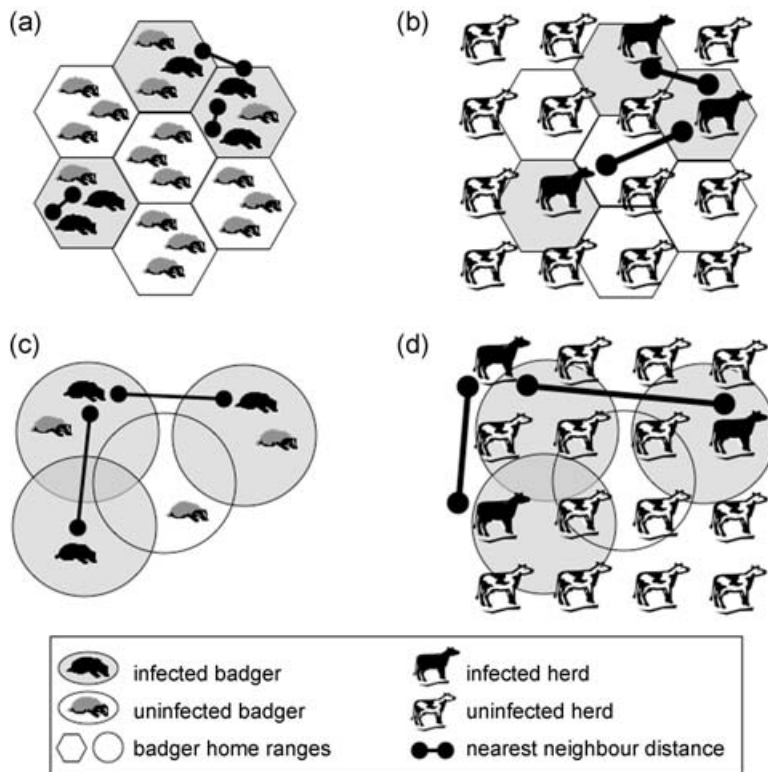 (a)
(b)
(c)
(d)
infected badger
infected herd
uninfected badger
uninfected herd
badger home ranges
nearest neighbour distance